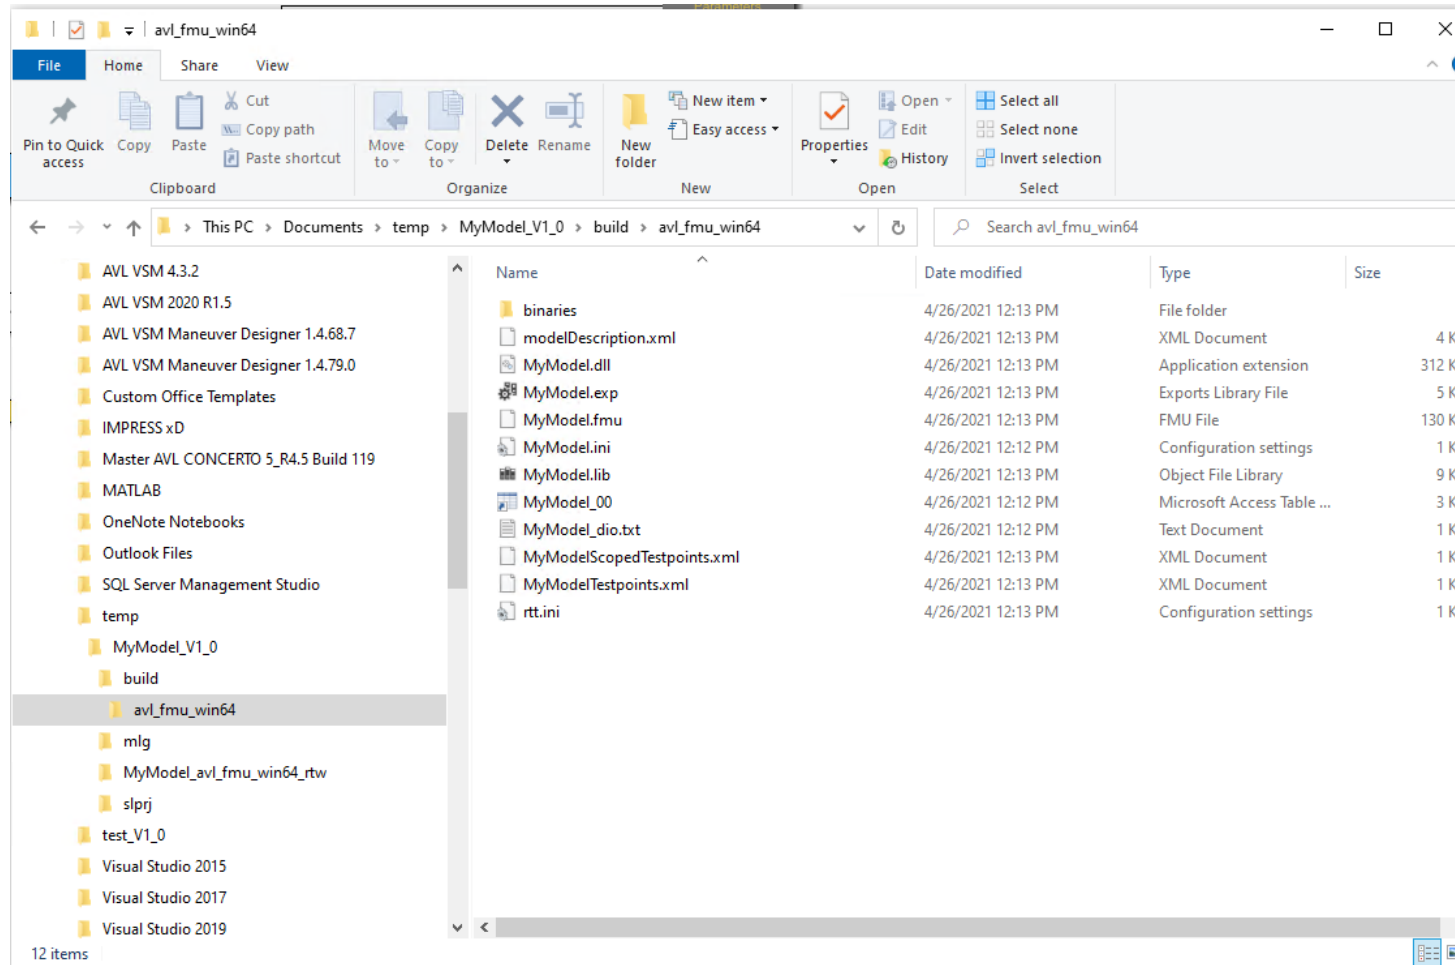 Parameters
avl_fmu_win64
File Home Share View
Pin to Quick access
Copy
Paste
Cut
Copy path
Paste shortcut
Clipboard
Move to
Copy to
Delete
Rename
Organize
New folder
New item
Easy access
New
Properties
Open
Edit
History
Open
Select all
Select none
Invert selection
Select
This PC > Documents > temp > MyModel_V1_0 > build > avl_fmu_win64
Search avl_fmu_win64
AVL VSM 4.3.2
AVL VSM 2020 R1.5
AVL VSM Maneuver Designer 1.4.68.7
AVL VSM Maneuver Designer 1.4.79.0
Custom Office Templates
IMPRESS xD
Master AVL CONCERTO 5_R4.5 Build 119
MATLAB
OneNote Notebooks
Outlook Files
SQL Server Management Studio
temp
MyModel_V1_0
build
avl_fmu_win64
mlg
MyModel_avl_fmu_win64_rtw
slprj
test_V1_0
Visual Studio 2015
Visual Studio 2017
Visual Studio 2019
Name Date modified Type Size
binaries 4/26/2021 12:13 PM File folder
modelDescription.xml 4/26/2021 12:13 PM XML Document 4 K
MyModel.dll 4/26/2021 12:13 PM Application extension 312 K
MyModel.exp 4/26/2021 12:13 PM Exports Library File 5 K
MyModel.fmu 4/26/2021 12:13 PM FMU File 130 K
MyModel.ini 4/26/2021 12:12 PM Configuration settings 1 K
MyModel.lib 4/26/2021 12:13 PM Object File Library 9 K
MyModel_00 4/26/2021 12:12 PM Microsoft Access Table ... 3 K
MyModel_dio.txt 4/26/2021 12:12 PM Text Document 1 K
MyModelScopedTestpoints.xml 4/26/2021 12:13 PM XML Document 1 K
MyModelTestpoints.xml 4/26/2021 12:13 PM XML Document 1 K
rtt.ini 4/26/2021 12:13 PM Configuration settings 1 K
12 items